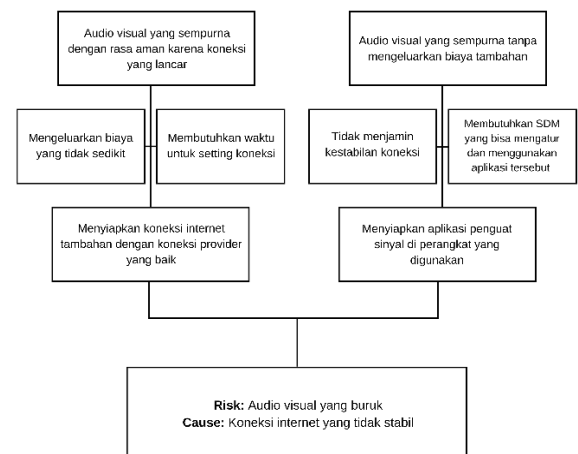 Audio visual yang sempurna
dengan rasa aman karena koneksi
yang lancar
Audio visual yang sempurna tanpa
mengeluarkan biaya tambahan
Mengeluarkan biaya
yang tidak sedikit
Membutuhkan waktu
untuk setting koneksi
Tidak menjamin
kestabilan koneksi
Membutuhkan SDM
yang bisa mengatur
dan menggunakan
aplikasi tersebut
Menyiapkan koneksi internet
tambahan dengan koneksi provider
yang baik
Menyiapkan aplikasi penguat
sinyal di perangkat yang
digunakan
Risk: Audio visual yang buruk
Cause: Koneksi internet yang tidak stabil